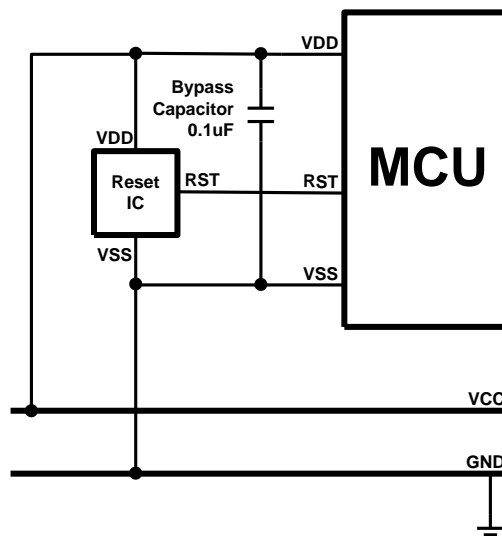 VDD
Bypass
Capacitor
0.1uF
VDD
MCU
Reset
IC
RST
RST
VSS
VSS
VCC
GND